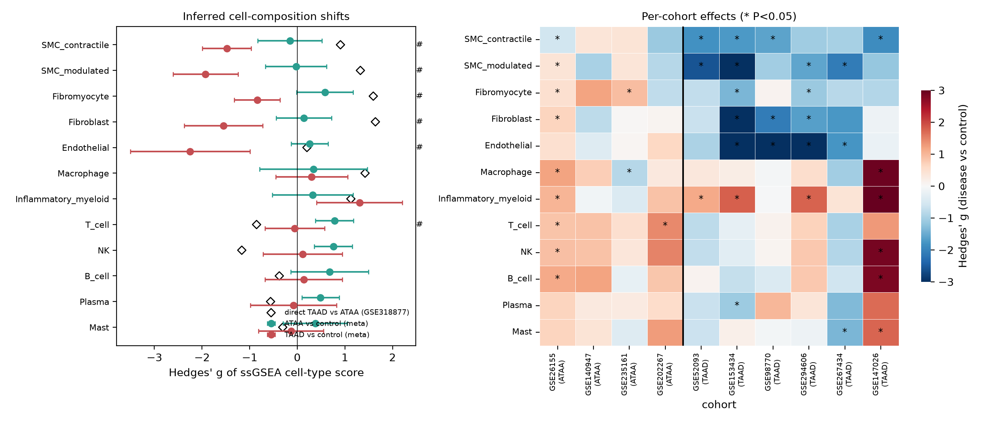 Inferred cell-composition shifts
SMC_contractile
#
SMC_modulated
#
Fibromyocyte
#
Fibroblast
#
Endothelial
#
Macrophage
Inflammatory_myeloid
T_cell
#
NK
B_cell
Plasma
Mast
direct TAAD vs ATAA (GSE318877)
ATAA vs control (meta)
TAAD vs control (meta)
−3 −2 −1 0 1 2
Hedges' g of ssGSEA cell-type score
Per-cohort effects (* P<0.05)
SMC_contractile * * * * *
SMC_modulated * * * * *
Fibromyocyte * * * *
Fibroblast * * * *
Endothelial * * * *
Macrophage * * *
Inflammatory_myeloid * * * * *
T_cell * *
NK * *
B_cell * *
Plasma *
Mast * *
GSE26155
(ATAA)
GSE140947
(ATAA)
GSE235161
(ATAA)
GSE202267
(ATAA)
GSE52093
(TAAD)
GSE153434
(TAAD)
GSE98770
(TAAD)
GSE294606
(TAAD)
GSE267434
(TAAD)
GSE147026
(TAAD)
cohort
3
2
1
0
−1
−2
−3
Hedges' g (disease vs control)